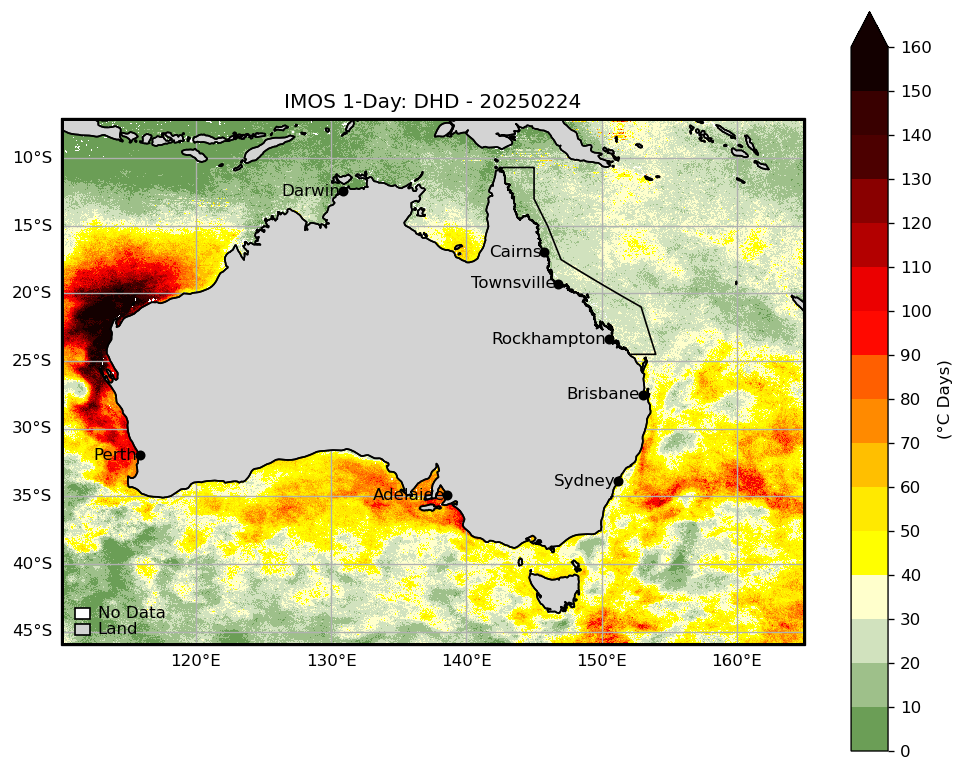 IMOS 1-Day: DHD - 20250224
160
150
140
130
120
110
100
90
80
70
60
50
40
30
20
10
0
(°C Days)
10°S
15°S
20°S
25°S
30°S
35°S
40°S
45°S
Darwin
Cairns
Townsville
Rockhampton
Brisbane
Perth
Sydney
Adelaide
No Data
Land
120°E
130°E
140°E
150°E
160°E